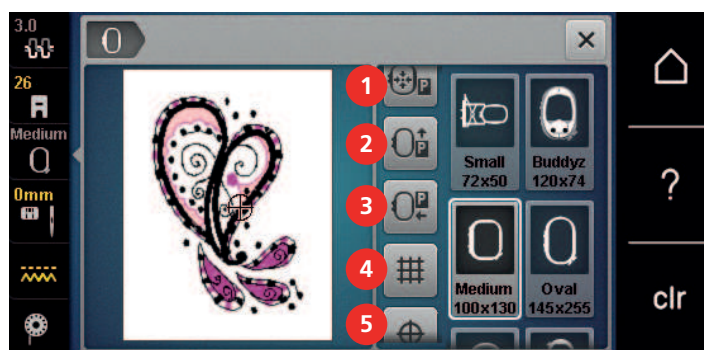 3.0
26
Medium
0mm
1
P
2
P
3
P
4
5
Small
72x50
Buddyz
120x74
Medium
100x130
Oval
145x255
?
clr